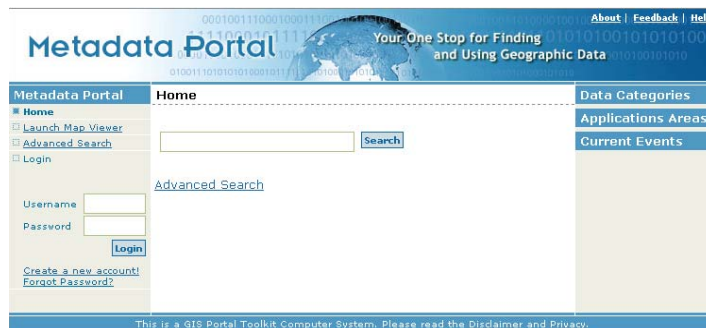 About | Feedback | Hel
Metadata Portal
Your One Stop for Finding
and Using Geographic Data
Metadata Portal
Home
Launch Map Viewer
Advanced Search
Login
Username
Password
Login
Create a new account!
Forgot Password?
Home
Search
Advanced Search
Data Categories
Applications Areas
Current Events
This is a GIS Portal Toolkit Computer System. Please read the Disclaimer and Privacy.